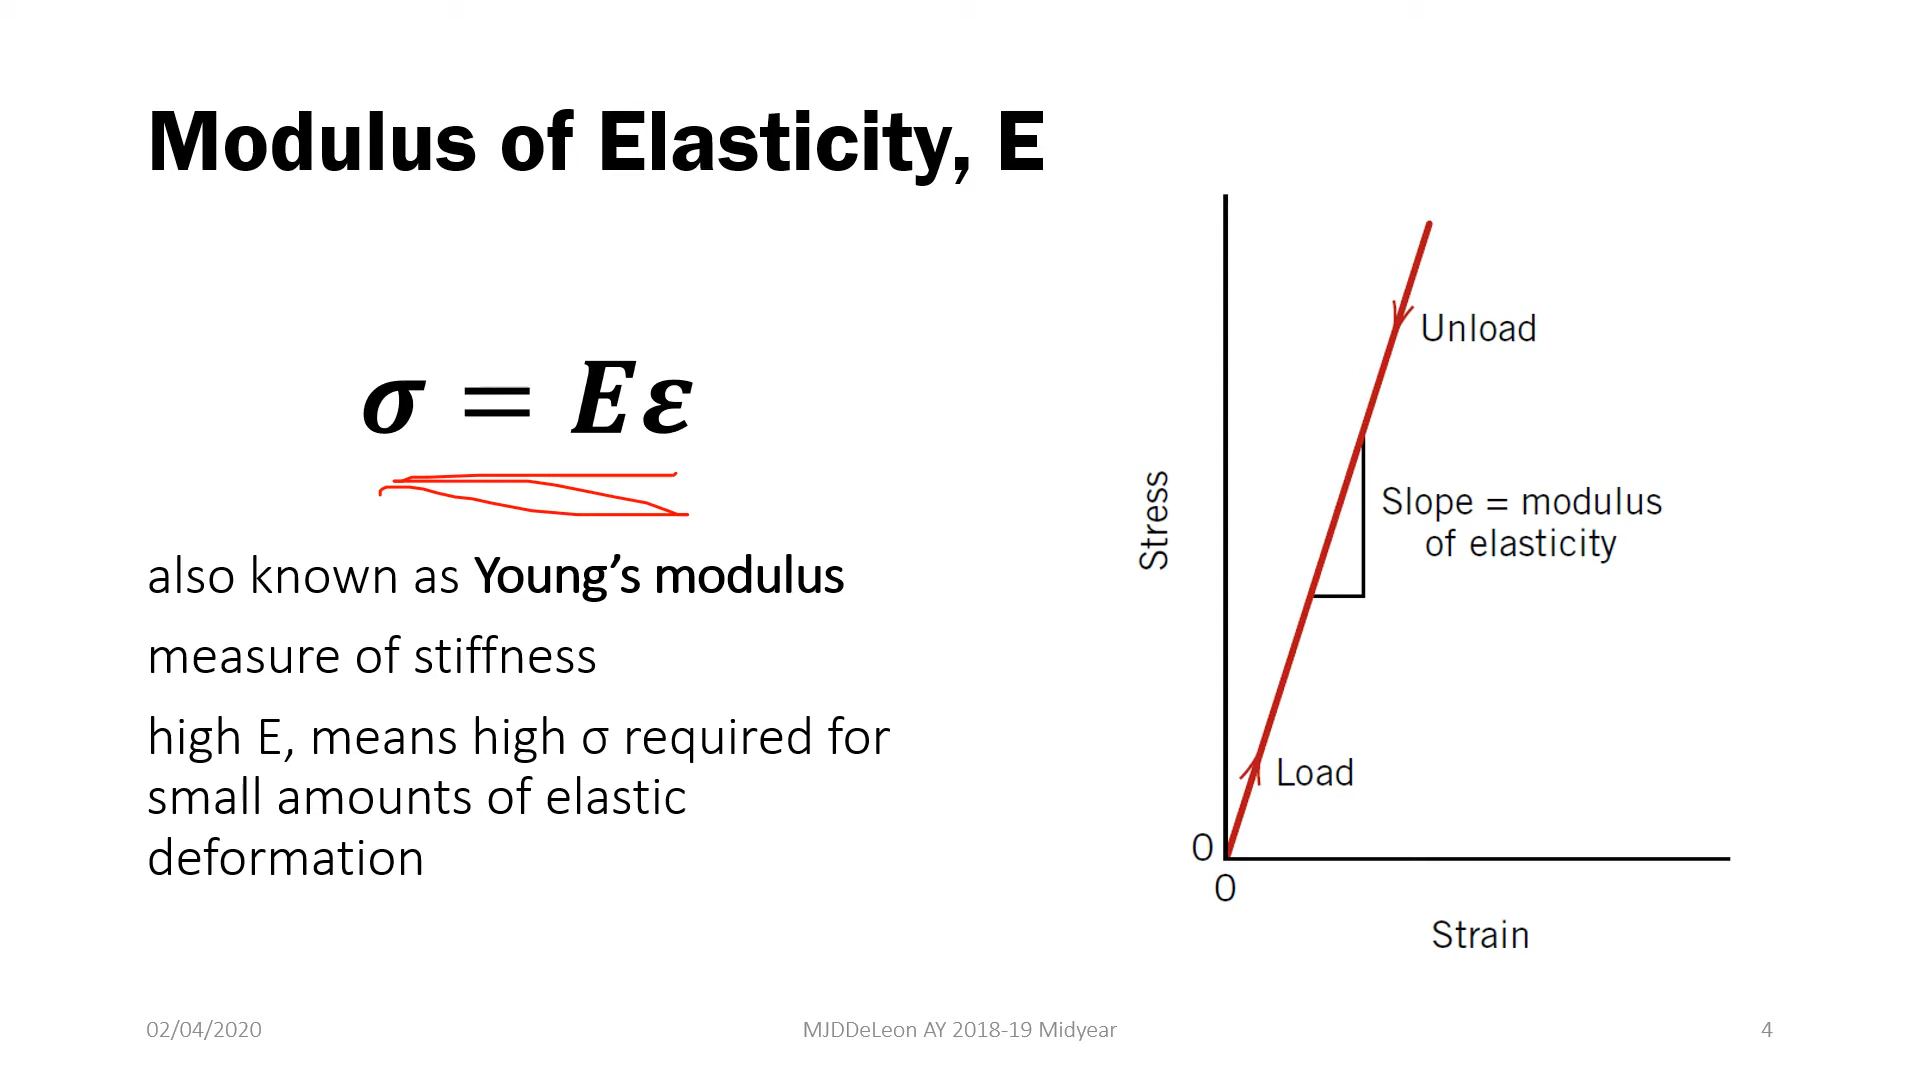 Modulus of Elasticity, E
σ = Eε
also known as Young’s modulus
measure of stiffness
high E, means high σ required for
small amounts of elastic
deformation
Unload
Slope = modulus
of elasticity
Stress
Load
0
0
Strain
02/04/2020
MJDDeLeon AY 2018-19 Midyear
4